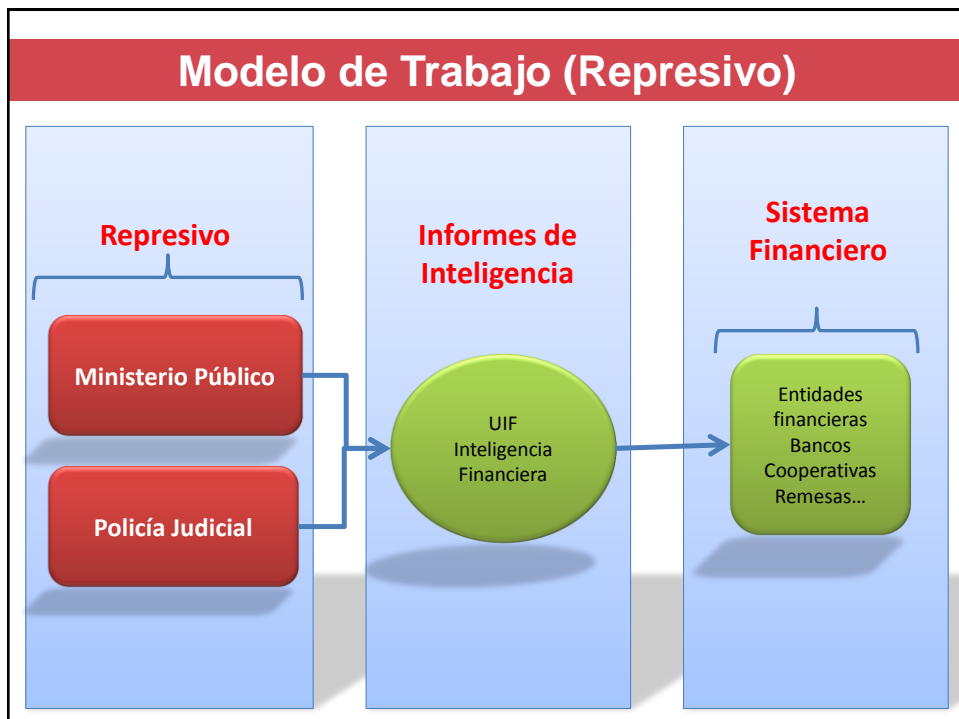 Modelo de Trabajo (Represivo)
Represivo
Ministerio Público
Policía Judicial
Informes de
Inteligencia
UIF
Inteligencia
Financiera
Sistema
Financiero
Entidades
financieras
Bancos
Cooperativas
Remesas…